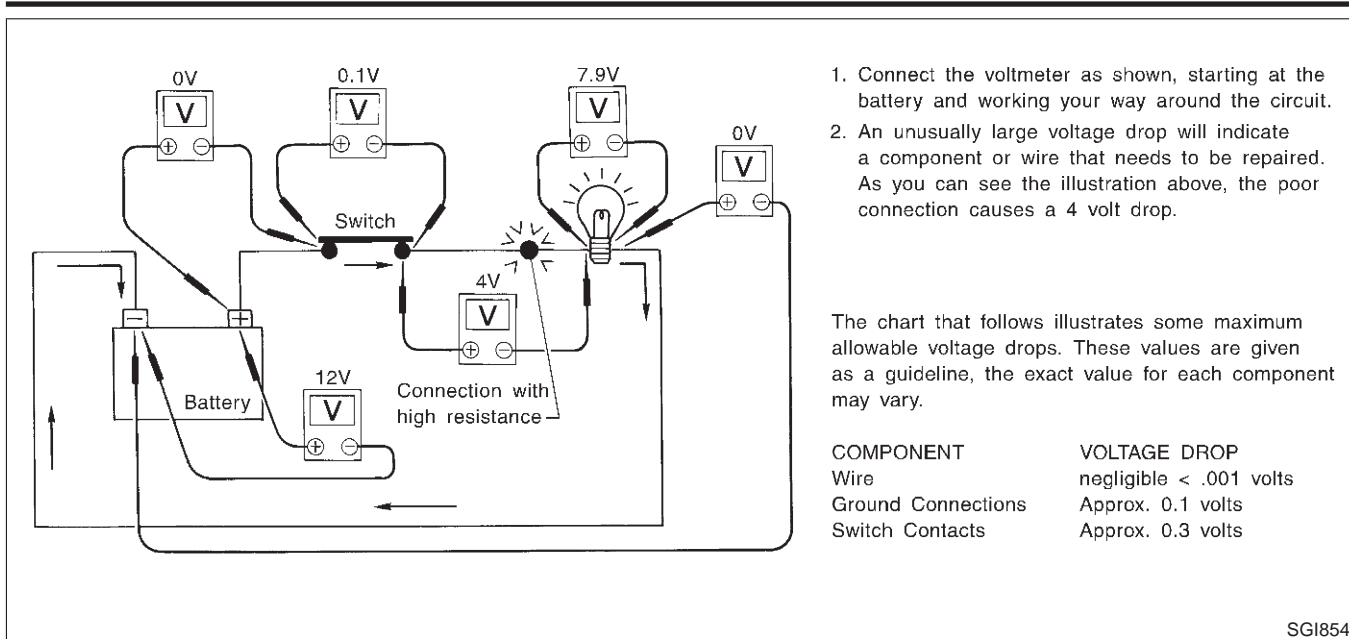 0V
0.1V
7.9V
0V
V
V
V
V
Switch
4V
V
Battery
12V
V
Connection with
high resistance
1. Connect the voltmeter as shown, starting at the
battery and working your way around the circuit.
2. An unusually large voltage drop will indicate
a component or wire that needs to be repaired.
As you can see the illustration above, the poor
connection causes a 4 volt drop.
The chart that follows illustrates some maximum
allowable voltage drops. These values are given
as a guideline, the exact value for each component
may vary.
COMPONENT VOLTAGE DROP
Wire negligible < .001 volts
Ground Connections Approx. 0.1 volts
Switch Contacts Approx. 0.3 volts
SGI854